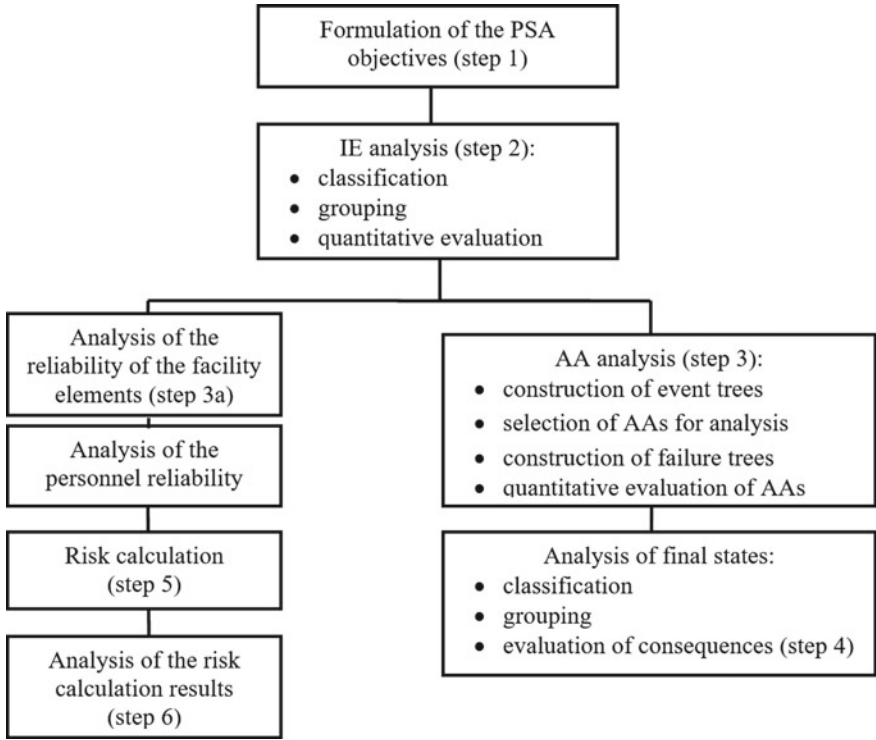 Formulation of the PSA
objectives (step 1)
IE analysis (step 2):
• classification
• grouping
• quantitative evaluation
Analysis of the
reliability of the facility
elements (step 3a)
Analysis of the
personnel reliability
Risk calculation
(step 5)
Analysis of the risk
calculation results
(step 6)
AA analysis (step 3):
• construction of event trees
• selection of AAs for analysis
• construction of failure trees
• quantitative evaluation of AAs
Analysis of final states:
• classification
• grouping
• evaluation of consequences (step 4)